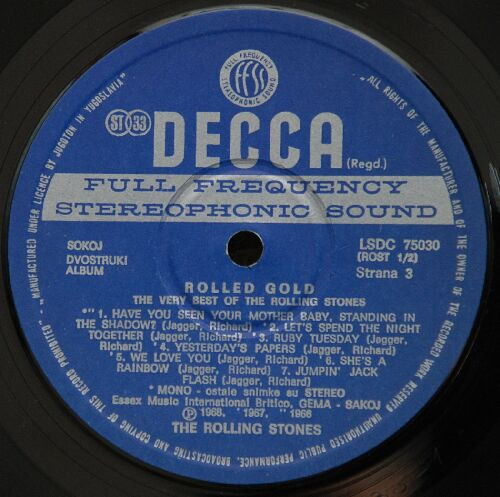 FULL FREQUENCY
FFSS
STEREOPHONIC SOUND
ST 33
DECCA (Regd.)
FULL FREQUENCY
STEREOPHONIC SOUND
SOKOJ
DVOSTRUKI
ALBUM
LSDC 75030
(ROST 1/2)
Strana 3
ROLLED GOLD
THE VERY BEST OF THE ROLLING STONES
*"' 1. HAVE YOU SEEN YOUR MOTHER BABY, STANDING IN
THE SHADOW? (Jagger, Richard) " 2. LET'S SPEND THE NIGHT
TOGETHER (Jagger, Richard) " 3. RUBY TUESDAY (Jagger,
Richard) " 4. YESTERDAY'S PAPERS (Jagger, Richard)
" 5. WE LOVE YOU (Jagger, Richard) " 6. SHE'S A
RAINBOW (Jagger, Richard) 7. JUMPIN' JACK
FLASH (Jagger, Richard)
* MONO - ostale snimke su STEREO
Essex Music International Britico, GEMA - SAKOJ
Ⓟ 1968, "1967, "'1966
THE ROLLING STONES
"MANUFACTURED UNDER LICENCE BY JUGOTON IN YUGOSLAVIA"
"ALL RIGHTS OF THE MANUFACTURER AND OF THE OWNER OF THE RECORDED WORK RESERVED
UNAUTHORISED PUBLIC PERFORMANCE, BROADCASTING AND COPYING OF THIS RECORD PROHIBITED"